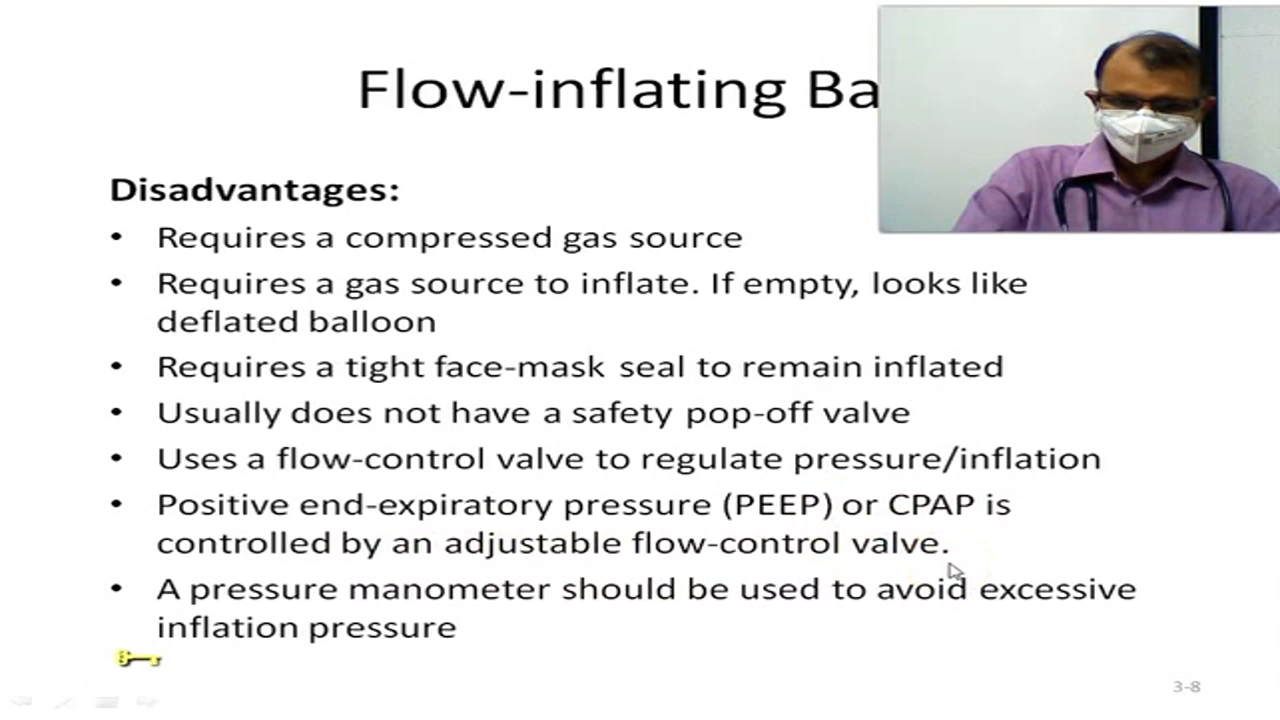 Flow-inflating Ba
Disadvantages:
• Requires a compressed gas source
• Requires a gas source to inflate. If empty, looks like
deflated balloon
• Requires a tight face-mask seal to remain inflated
• Usually does not have a safety pop-off valve
• Uses a flow-control valve to regulate pressure/inflation
• Positive end-expiratory pressure (PEEP) or CPAP is
controlled by an adjustable flow-control valve.
• A pressure manometer should be used to avoid excessive
inflation pressure
3-8